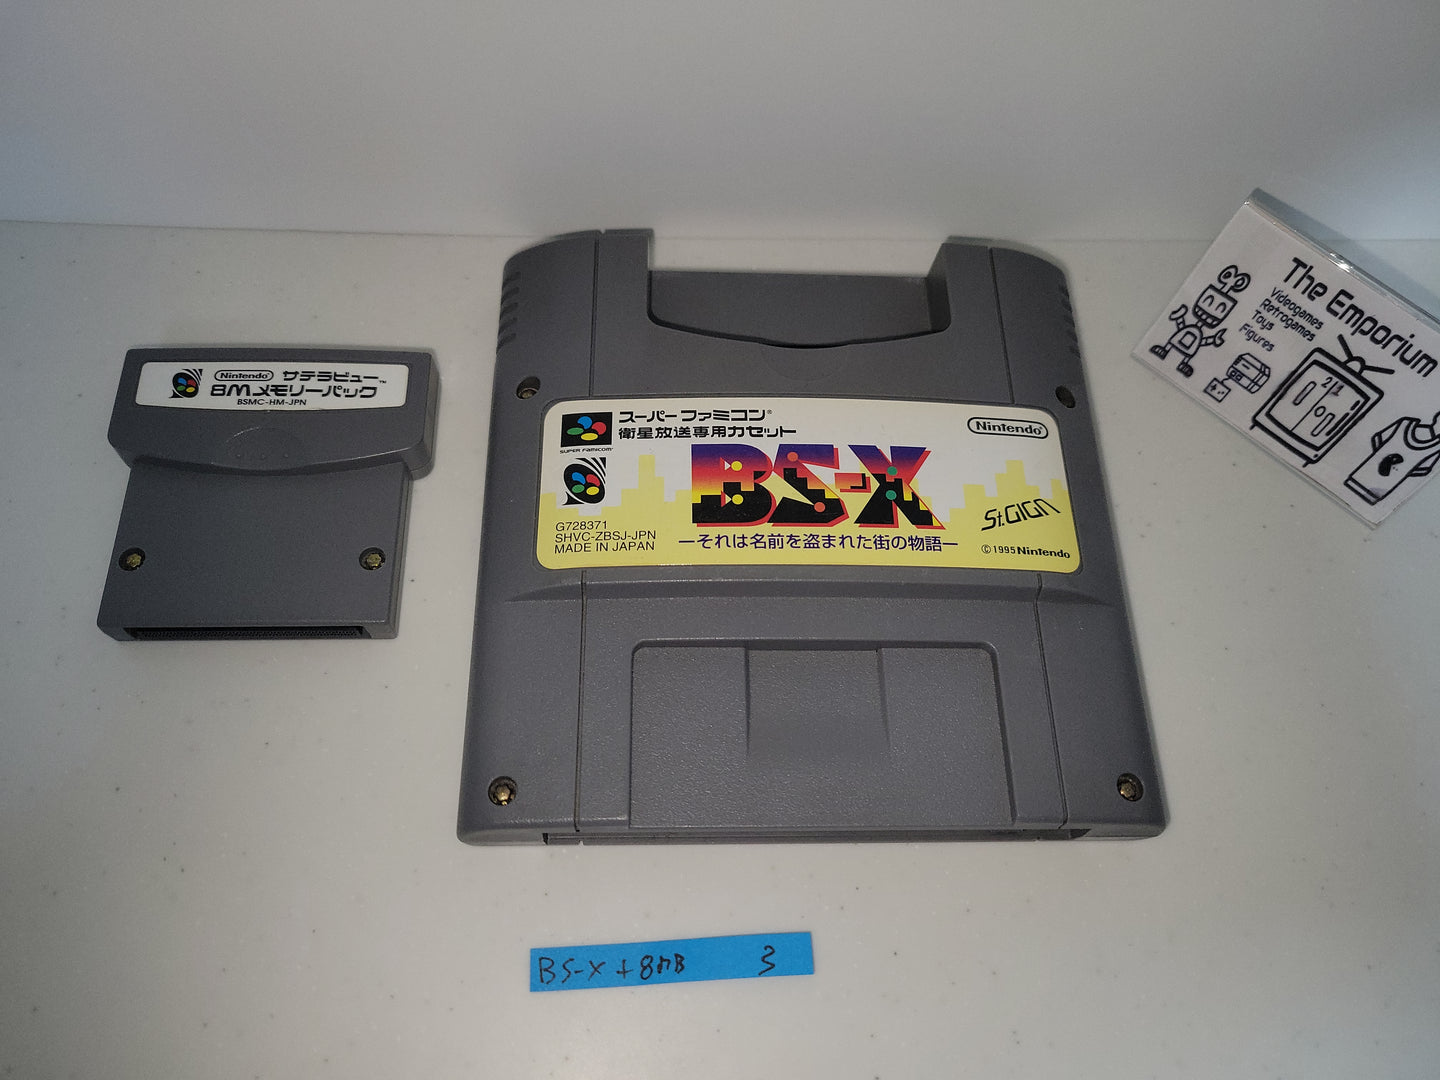 Nintendo サテラビュー™
8Mメモリーパック
BSMC-HM-JPN
スーパーファミコン®
衛星放送専用カセット
SUPER FAMICOM™
Nintendo®
BS-X
G728371
SHVC-ZBSJ-JPN
MADE IN JAPAN
ーそれは名前を盗まれた街の物語ー
St.GIGA
©1995 Nintendo
The Emporium
Videogames
Retrogames
Toys
Figures
BS-X+8MB 3